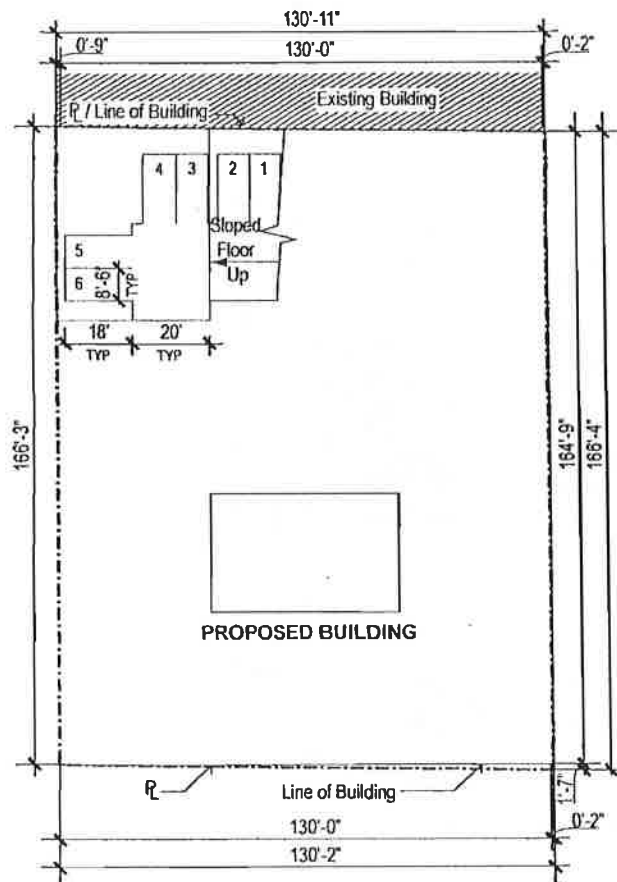 130'-11"
0'-9" 130'-0" 0'-2"
Existing Building
℄ / Line of Building
4 3 2 1
Sloped
Floor
Up
5
6
8'-6"
TYP
18' 20'
TYP TYP
166'-3"
164'-9"
166'-4"
PROPOSED BUILDING
℄ Line of Building
1'-7"
130'-0" 0'-2"
130'-2"